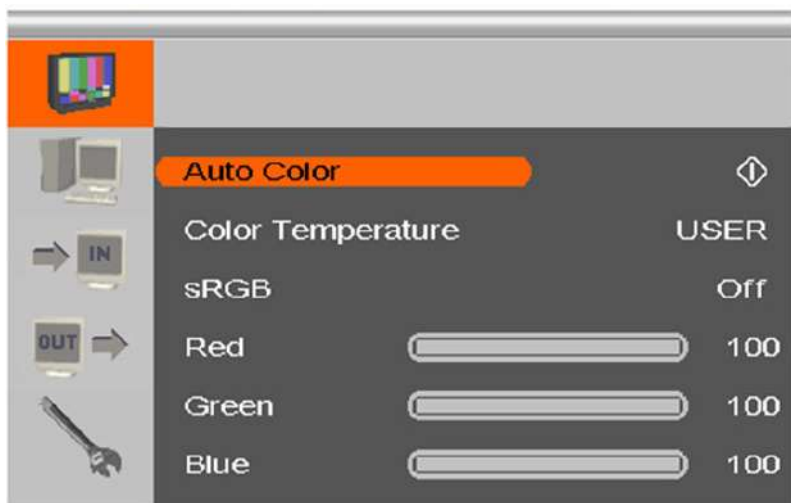 Auto Color
Color Temperature USER
IN
sRGB Off
OUT
Red 100
Green 100
Blue 100